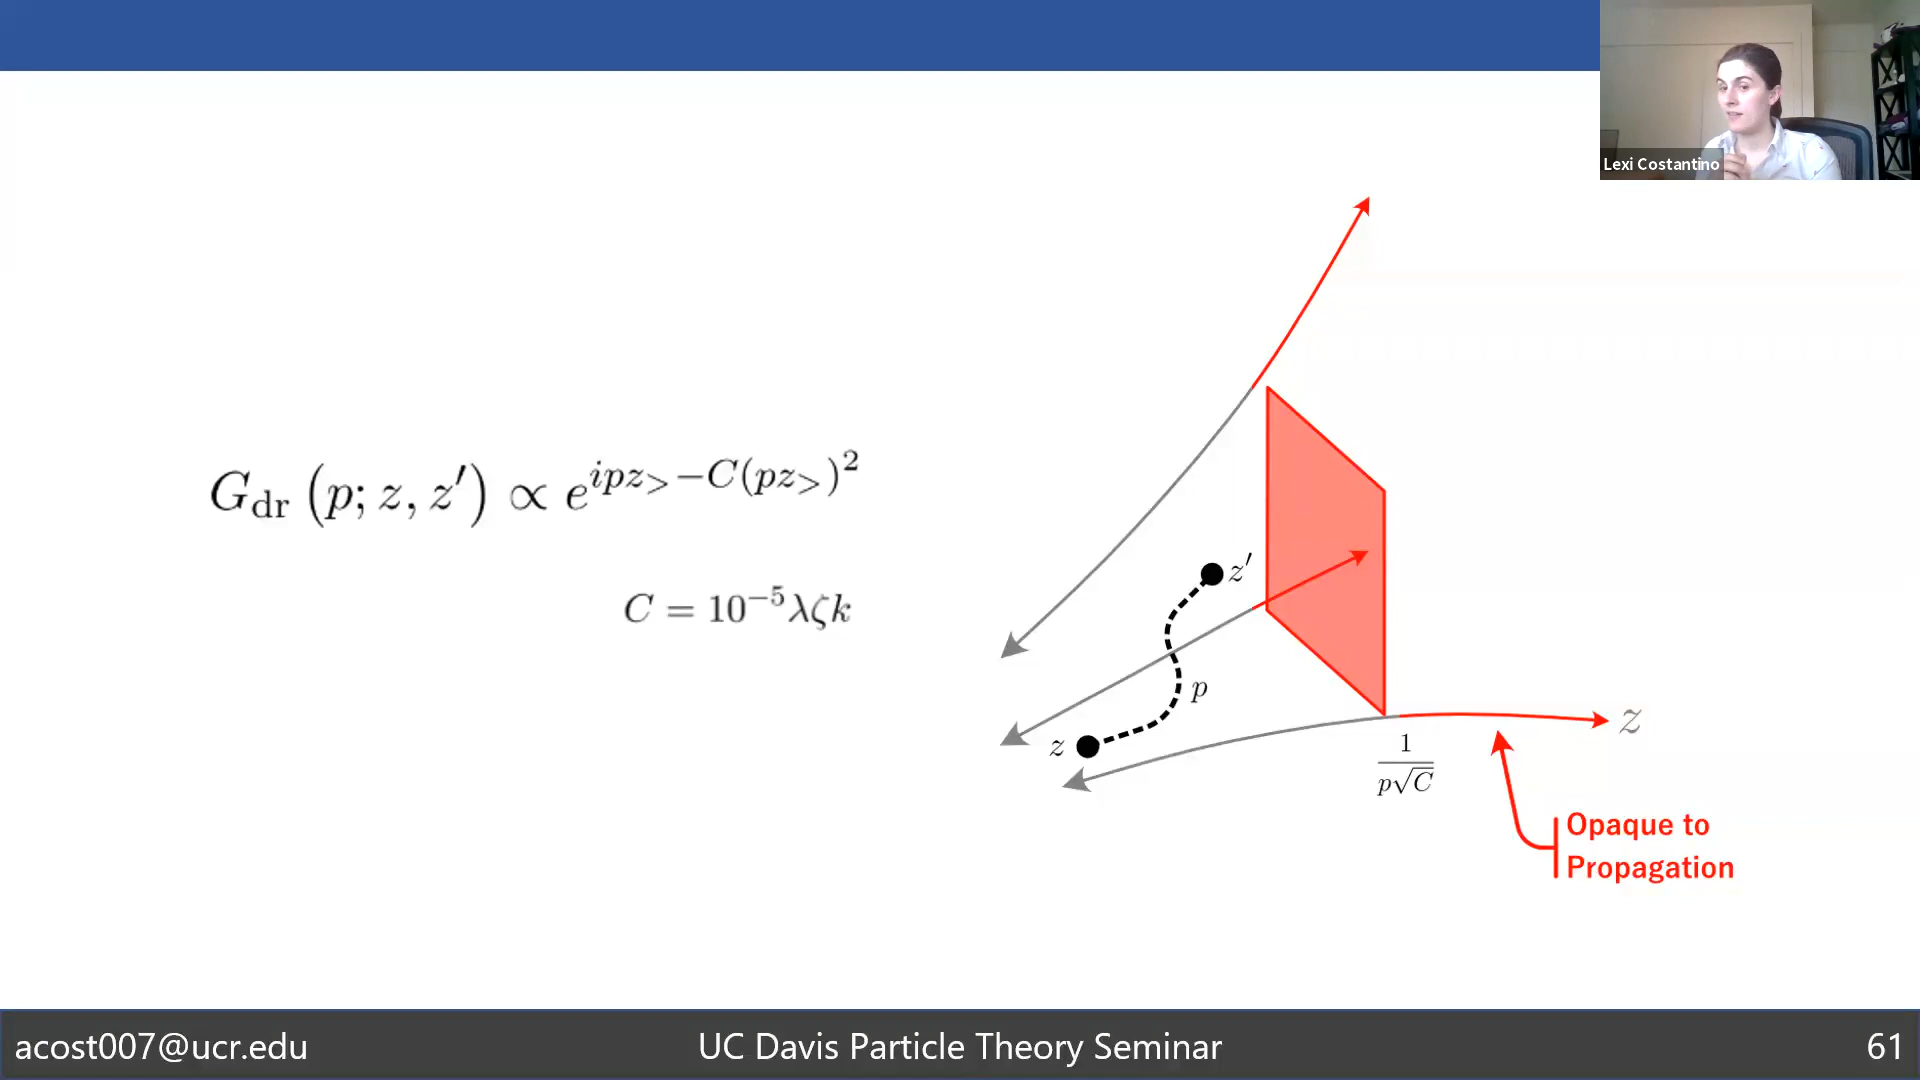 Lexi Costantino
G_dr (p; z, z′) ∝ e^{ipz_> − C(pz_>)^2}
C = 10^{−5}λζk
z′
p
z
z
1
p√C
Opaque to
Propagation
acost007@ucr.edu
UC Davis Particle Theory Seminar
61